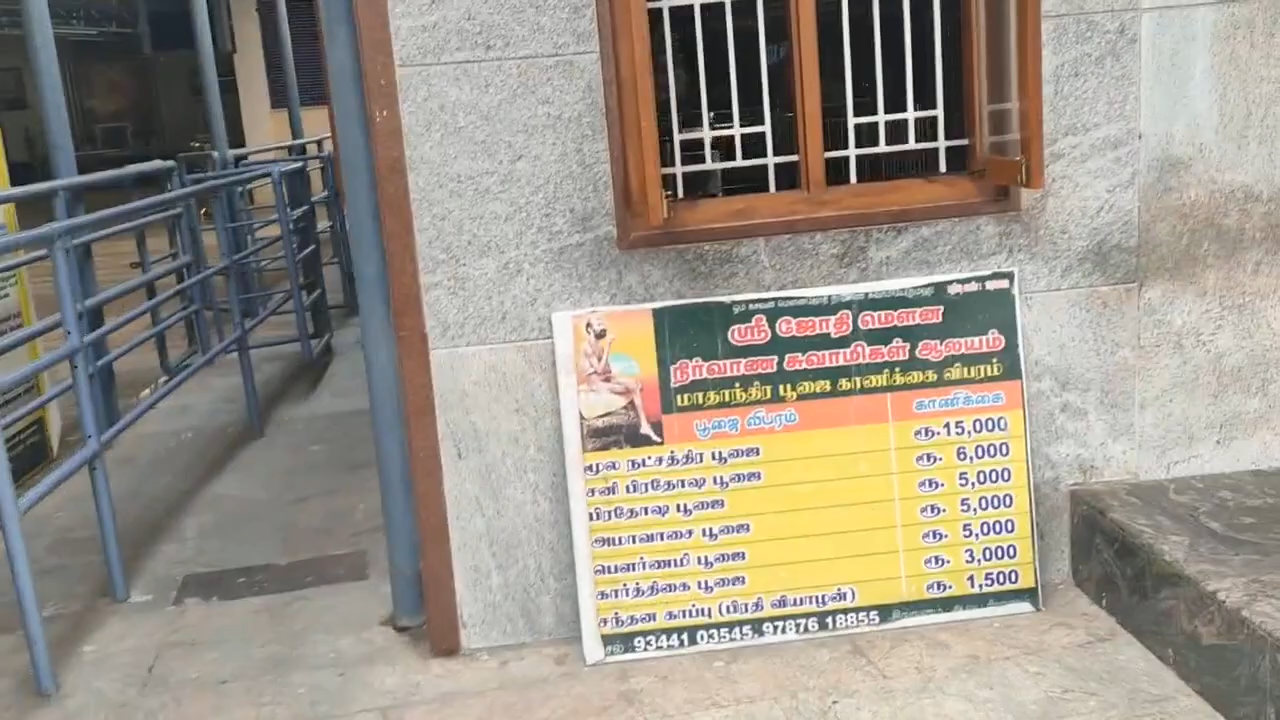 ஸ்ரீ ஜோதி மௌன
நிர்வாண சுவாமிகள் ஆலயம்
மாதாந்திர பூஜை காணிக்கை விபரம்
பூஜை விபரம் காணிக்கை
மூல நட்சத்திர பூஜை ரூ.15,000
சனி பிரதோஷ பூஜை ரூ. 6,000
பிரதோஷ பூஜை ரூ. 5,000
அமாவாசை பூஜை ரூ. 5,000
பௌர்ணமி பூஜை ரூ. 5,000
கார்த்திகை பூஜை ரூ. 3,000
சந்தன காப்பு (பிரதி வியாழன்) ரூ. 1,500
செல் : 93441 03545, 97876 18855